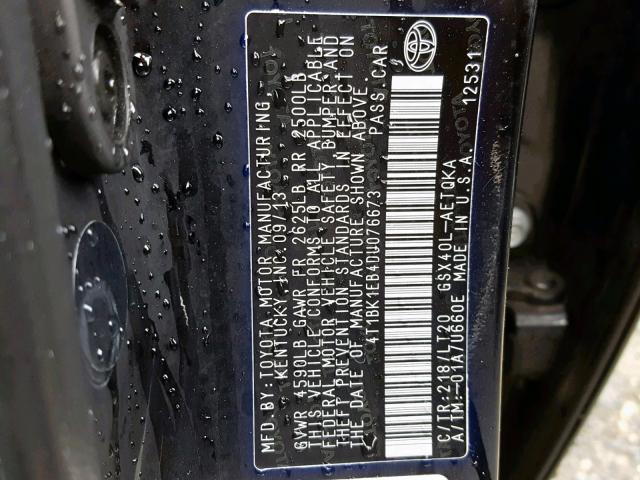 MFD.BY:TOYOTA MOTOR MANUFACTURING
KENTUCKY,INC. 09/13
GVWR 4590LB GAWR FR 2625LB RR 2500LB
THIS VEHICLE CONFORMS TO ALL APPLICABLE
FEDERAL MOTOR VEHICLE SAFETY BUMPER,AND
THEFT PREVENTION STANDARDS IN EFFECT ON
THE DATE OF MANUFACTURE SHOWN ABOVE.
4T1BK1EB4DU076673 PASS.CAR
C/TR:218/LT20 GSX40L-AETQKA
A/TM:-01A/U660E MADE IN U.S.A.
12531